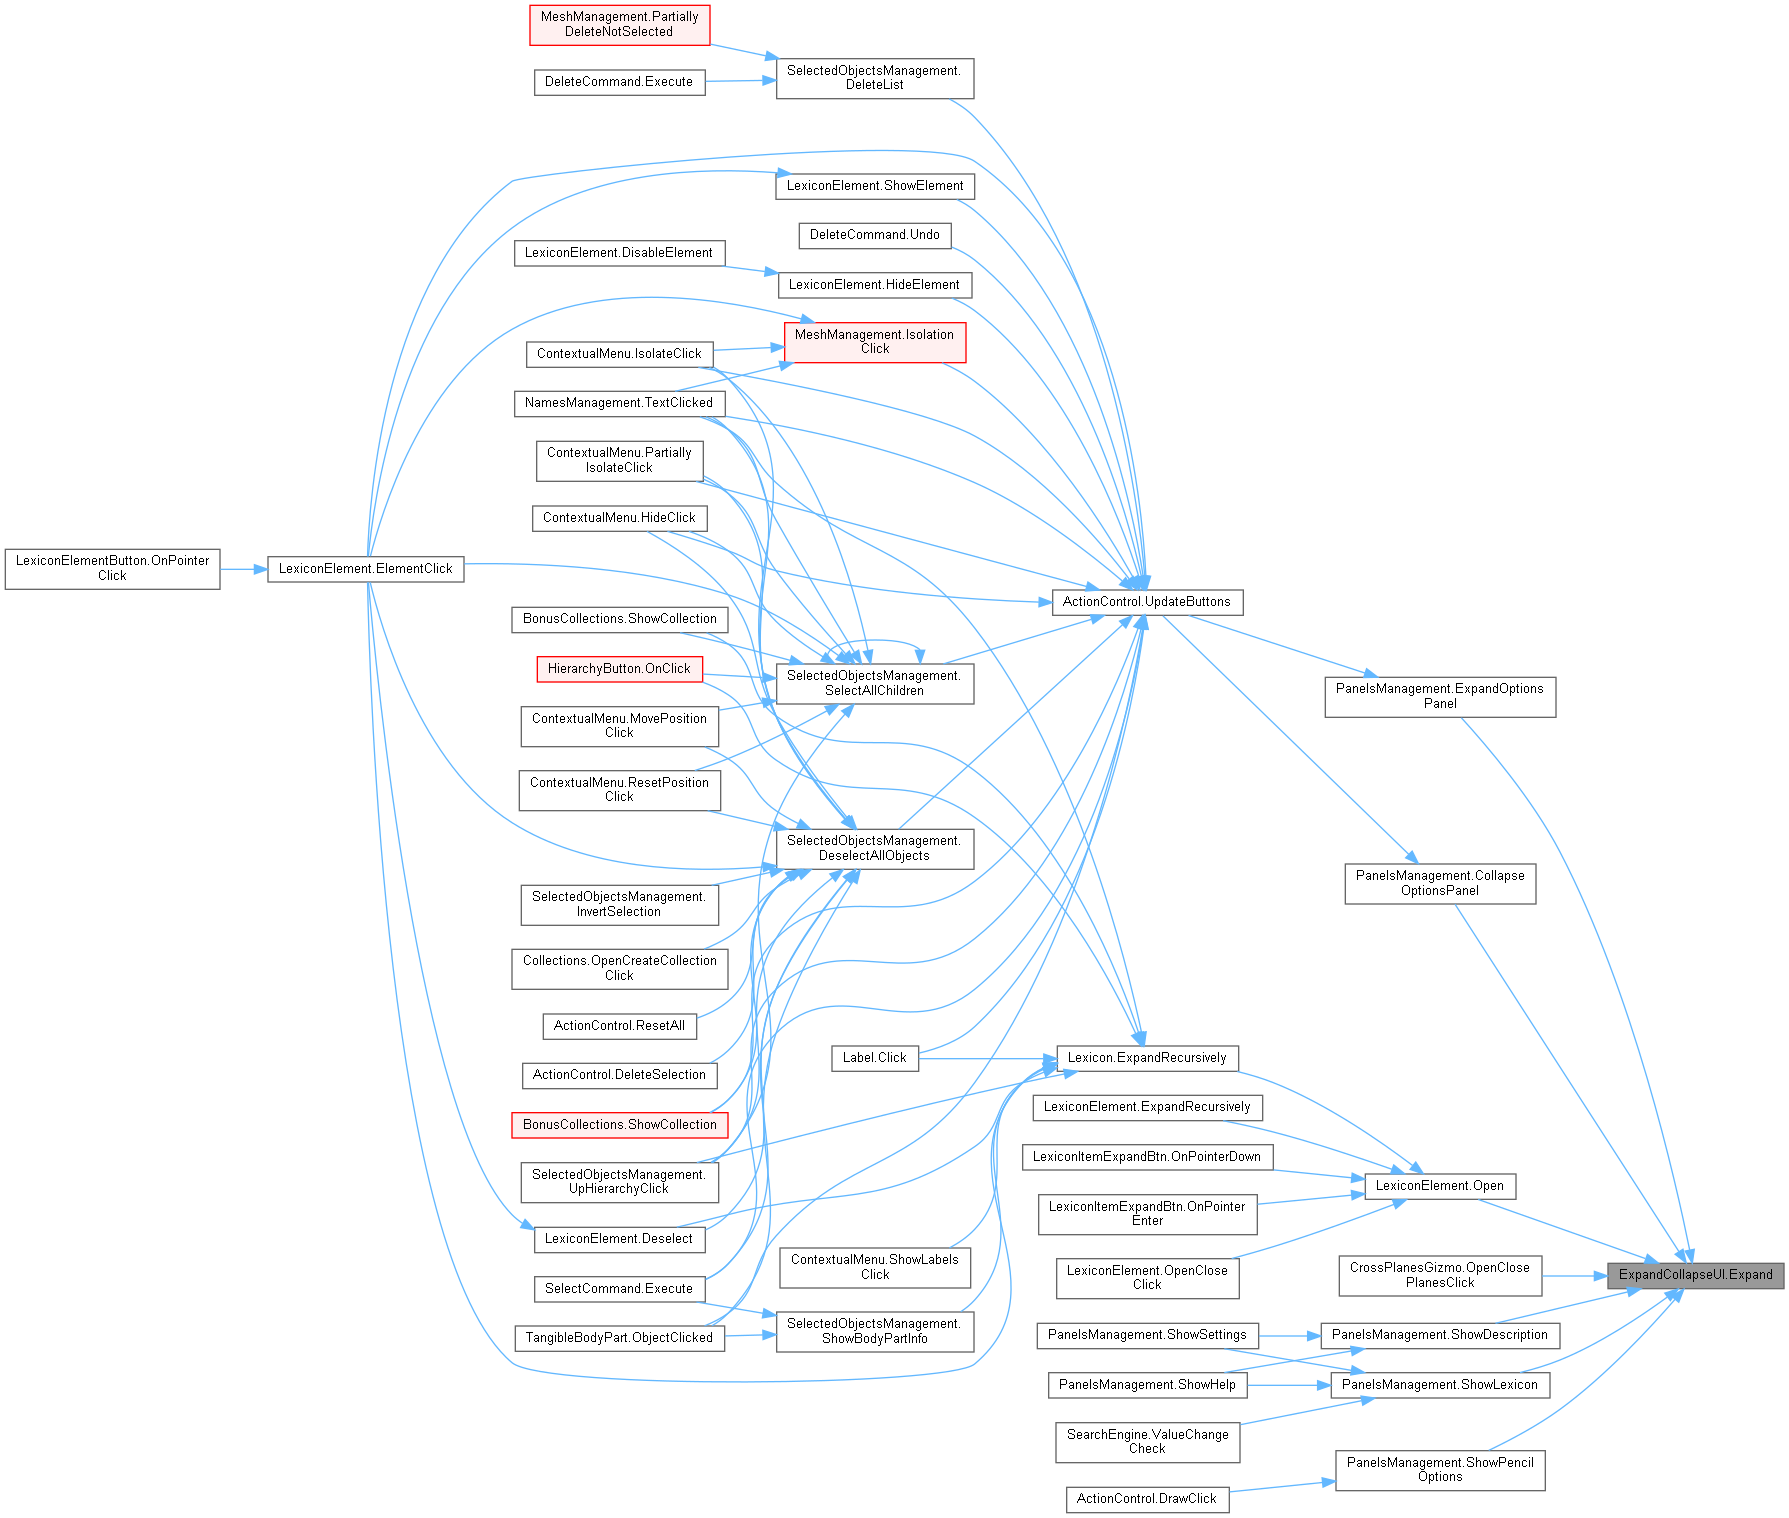 MeshManagement.Partially
DeleteNotSelected
DeleteCommand.Execute
SelectedObjectsManagement.
DeleteList
LexiconElement.ShowElement
DeleteCommand.Undo
LexiconElement.DisableElement
LexiconElement.HideElement
MeshManagement.Isolation
Click
ContextualMenu.IsolateClick
NamesManagement.TextClicked
ContextualMenu.Partially
IsolateClick
ContextualMenu.HideClick
LexiconElementButton.OnPointer
Click
LexiconElement.ElementClick
ActionControl.UpdateButtons
BonusCollections.ShowCollection
HierarchyButton.OnClick
SelectedObjectsManagement.
SelectAllChildren
PanelsManagement.ExpandOptions
Panel
ContextualMenu.MovePosition
Click
ContextualMenu.ResetPosition
Click
SelectedObjectsManagement.
DeselectAllObjects
PanelsManagement.Collapse
OptionsPanel
SelectedObjectsManagement.
InvertSelection
Collections.OpenCreateCollection
Click
ActionControl.ResetAll
Label.Click
Lexicon.ExpandRecursively
ActionControl.DeleteSelection
LexiconElement.ExpandRecursively
BonusCollections.ShowCollection
LexiconItemExpandBtn.OnPointerDown
SelectedObjectsManagement.
UpHierarchyClick
LexiconElement.Open
LexiconItemExpandBtn.OnPointer
Enter
LexiconElement.Deselect
ContextualMenu.ShowLabels
Click
LexiconElement.OpenClose
Click
CrossPlanesGizmo.OpenClose
PlanesClick
ExpandCollapseUI.Expand
SelectCommand.Execute
TangibleBodyPart.ObjectClicked
SelectedObjectsManagement.
ShowBodyPartInfo
PanelsManagement.ShowSettings
PanelsManagement.ShowDescription
PanelsManagement.ShowHelp
PanelsManagement.ShowLexicon
SearchEngine.ValueChange
Check
PanelsManagement.ShowPencil
Options
ActionControl.DrawClick